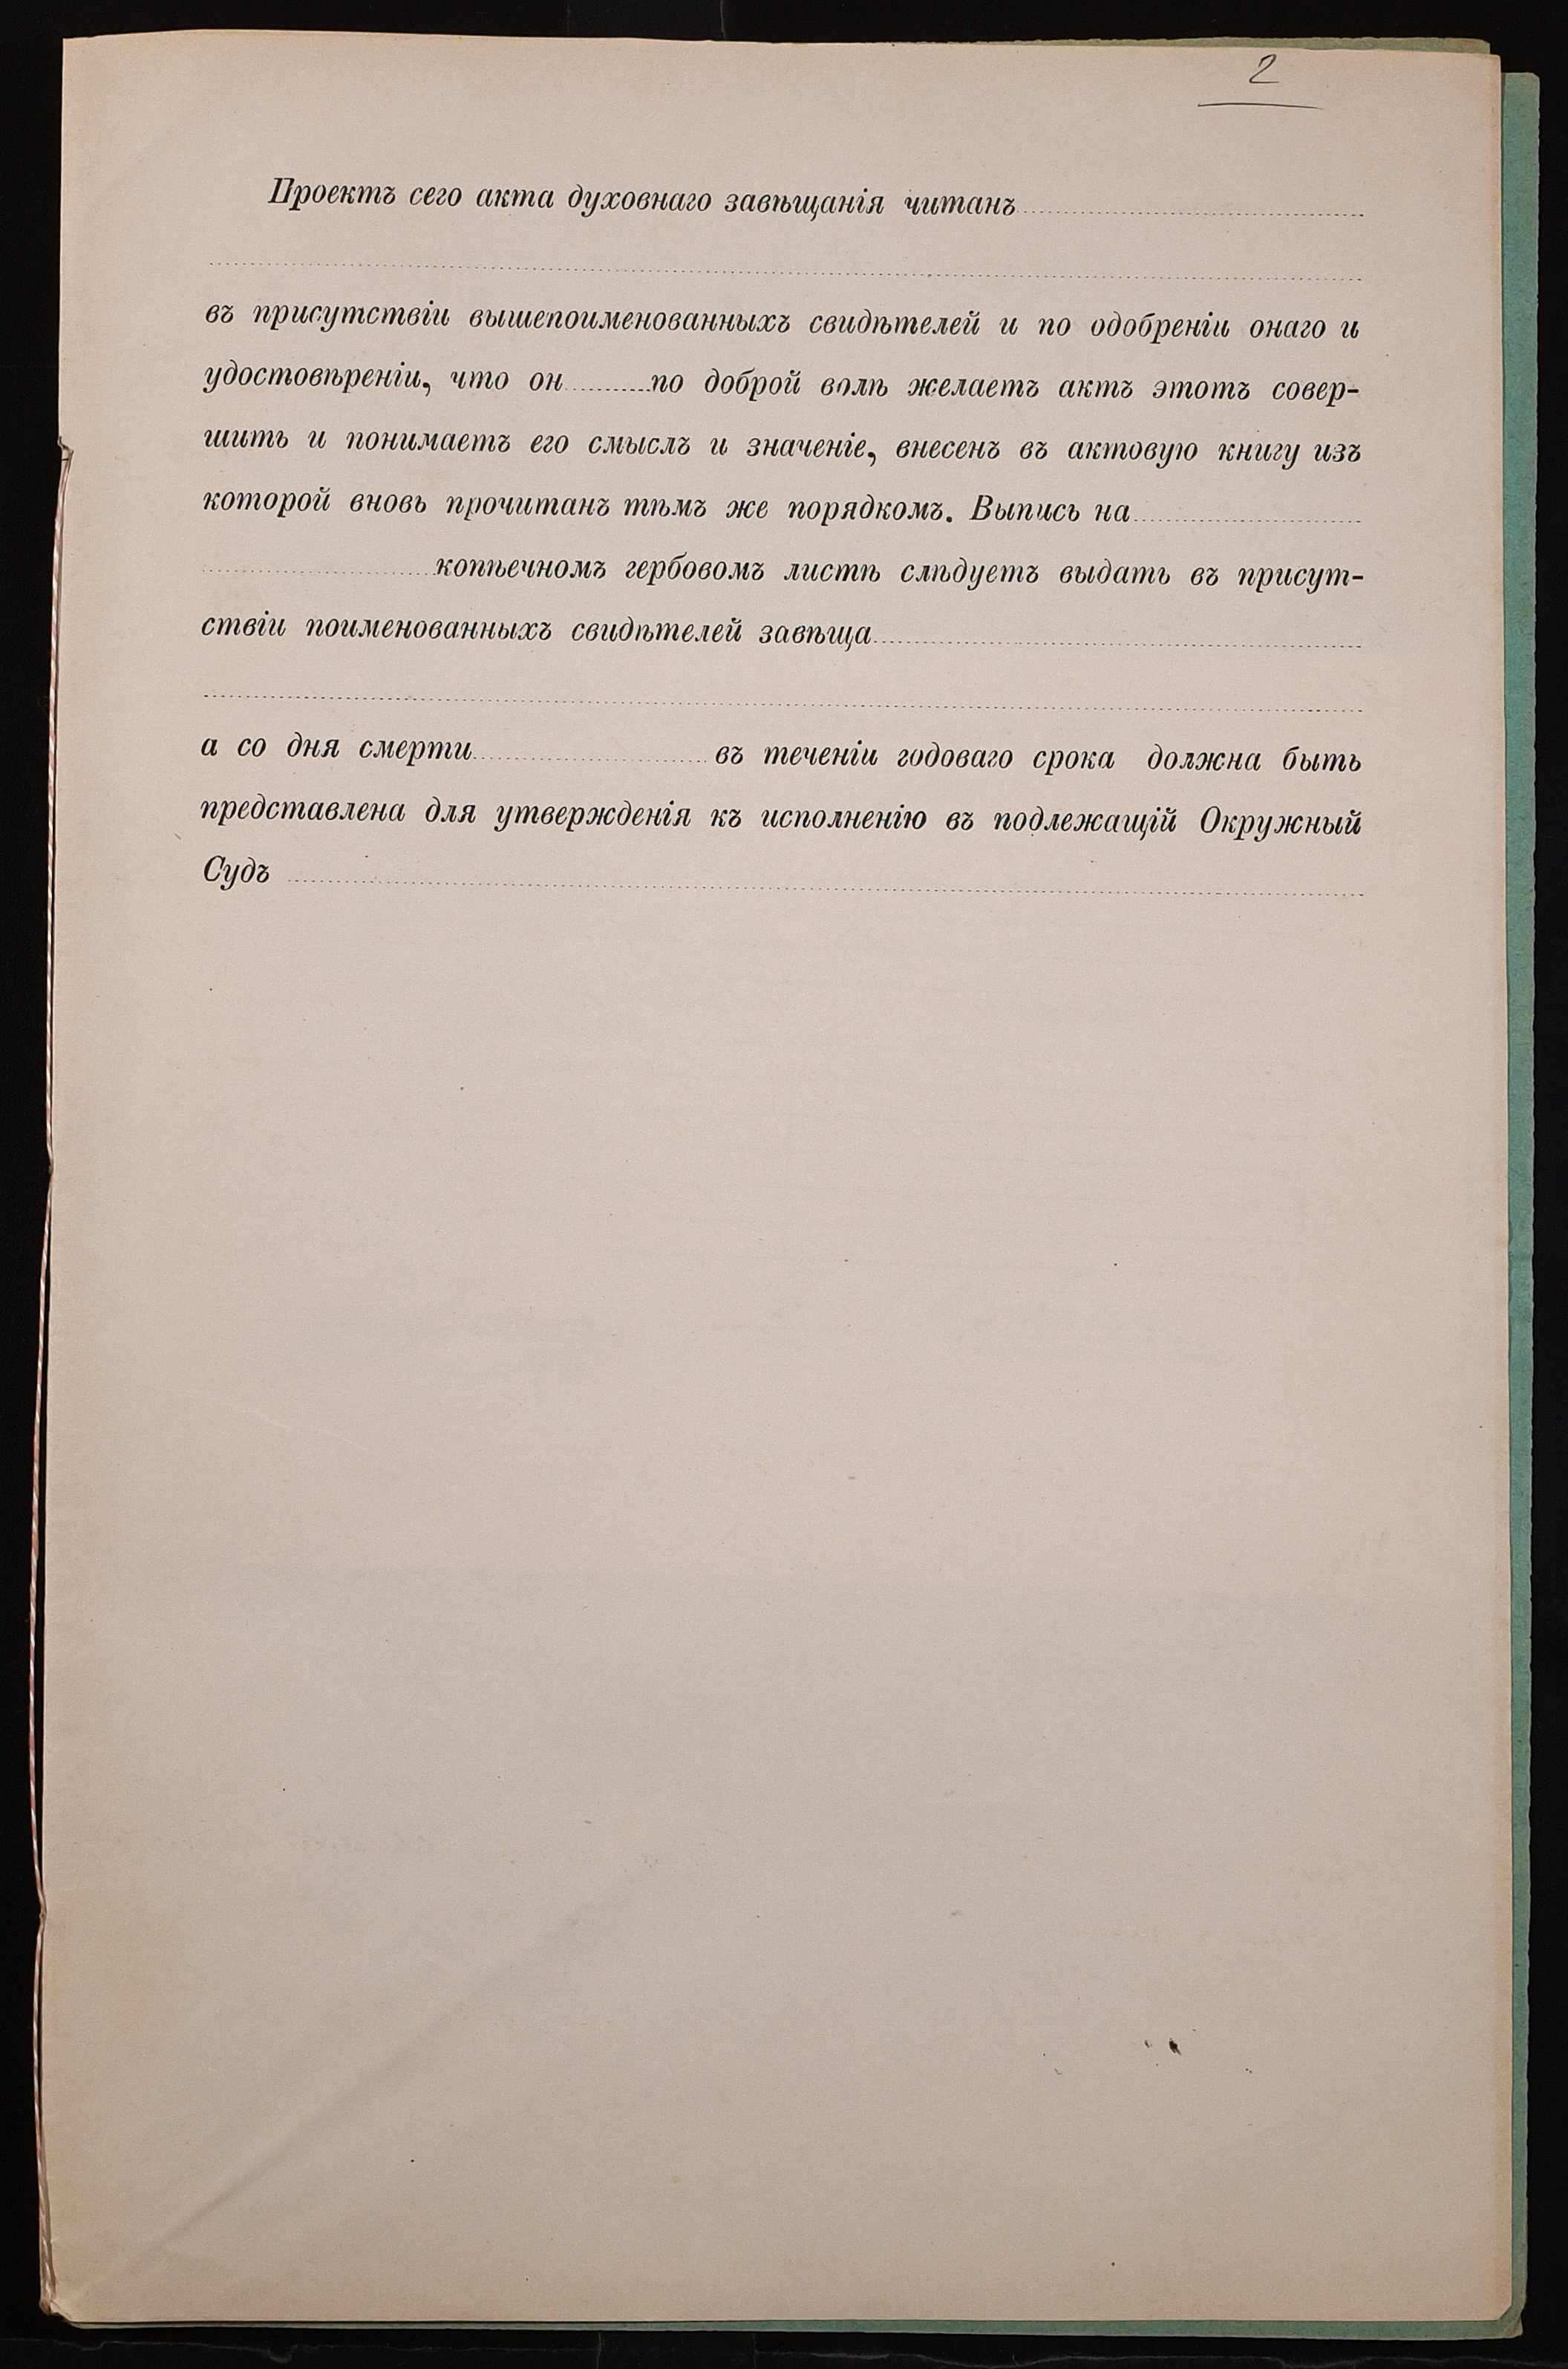 2
Проектъ сего акта духовнаго завѣщанія читанъ
въ присутствіи вышепоименованныхъ свидѣтелей и по одобреніи онаго и
удостовѣреніи, что он по доброй волѣ желаетъ актъ этотъ совер-
шить и понимаетъ его смыслъ и значеніе, внесенъ въ актовую книгу изъ
которой вновь прочитанъ тѣмъ же порядкомъ. Выпись на
копѣечномъ гербовомъ листѣ слѣдуетъ выдать въ присут-
ствіи поименованныхъ свидѣтелей завѣща
а со дня смерти въ теченіи годоваго срока должна быть
представлена для утвержденія къ исполненію въ подлежащій Окружный
Судъ